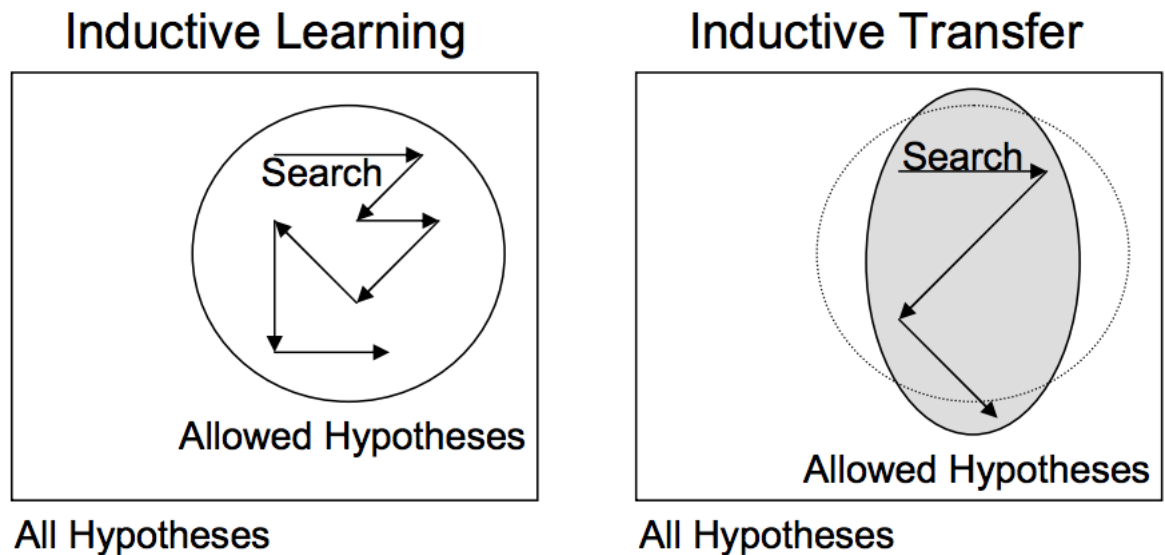 Inductive Learning
Search
Allowed Hypotheses
All Hypotheses
Inductive Transfer
Search
Allowed Hypotheses
All Hypotheses